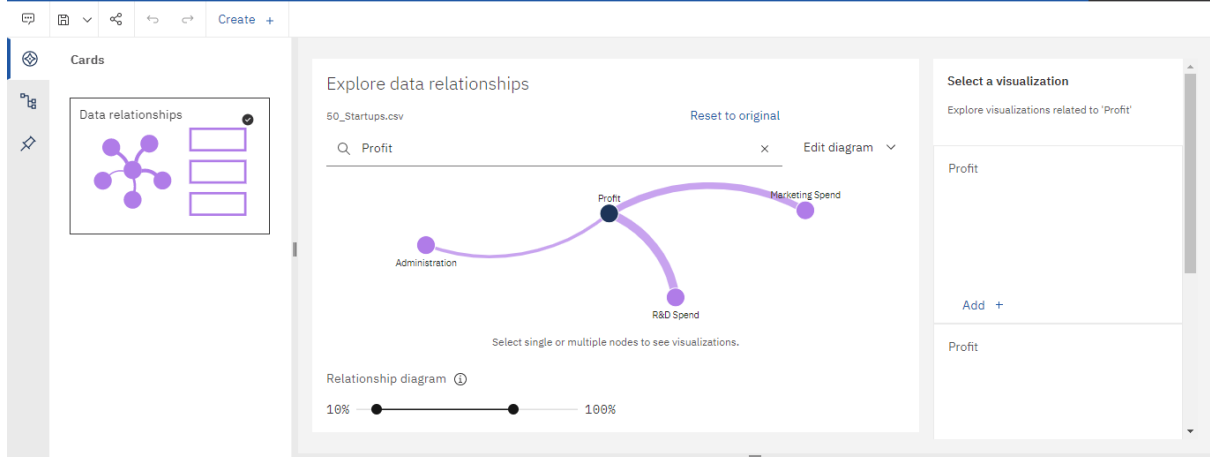 Create +
Cards
Data relationships
Explore data relationships
50_Startups.csv
Reset to original
Profit
Edit diagram
Profit
Marketing Spend
Administration
R&D Spend
Select single or multiple nodes to see visualizations.
Relationship diagram
10%
100%
Select a visualization
Explore visualizations related to 'Profit'
Profit
Add +
Profit